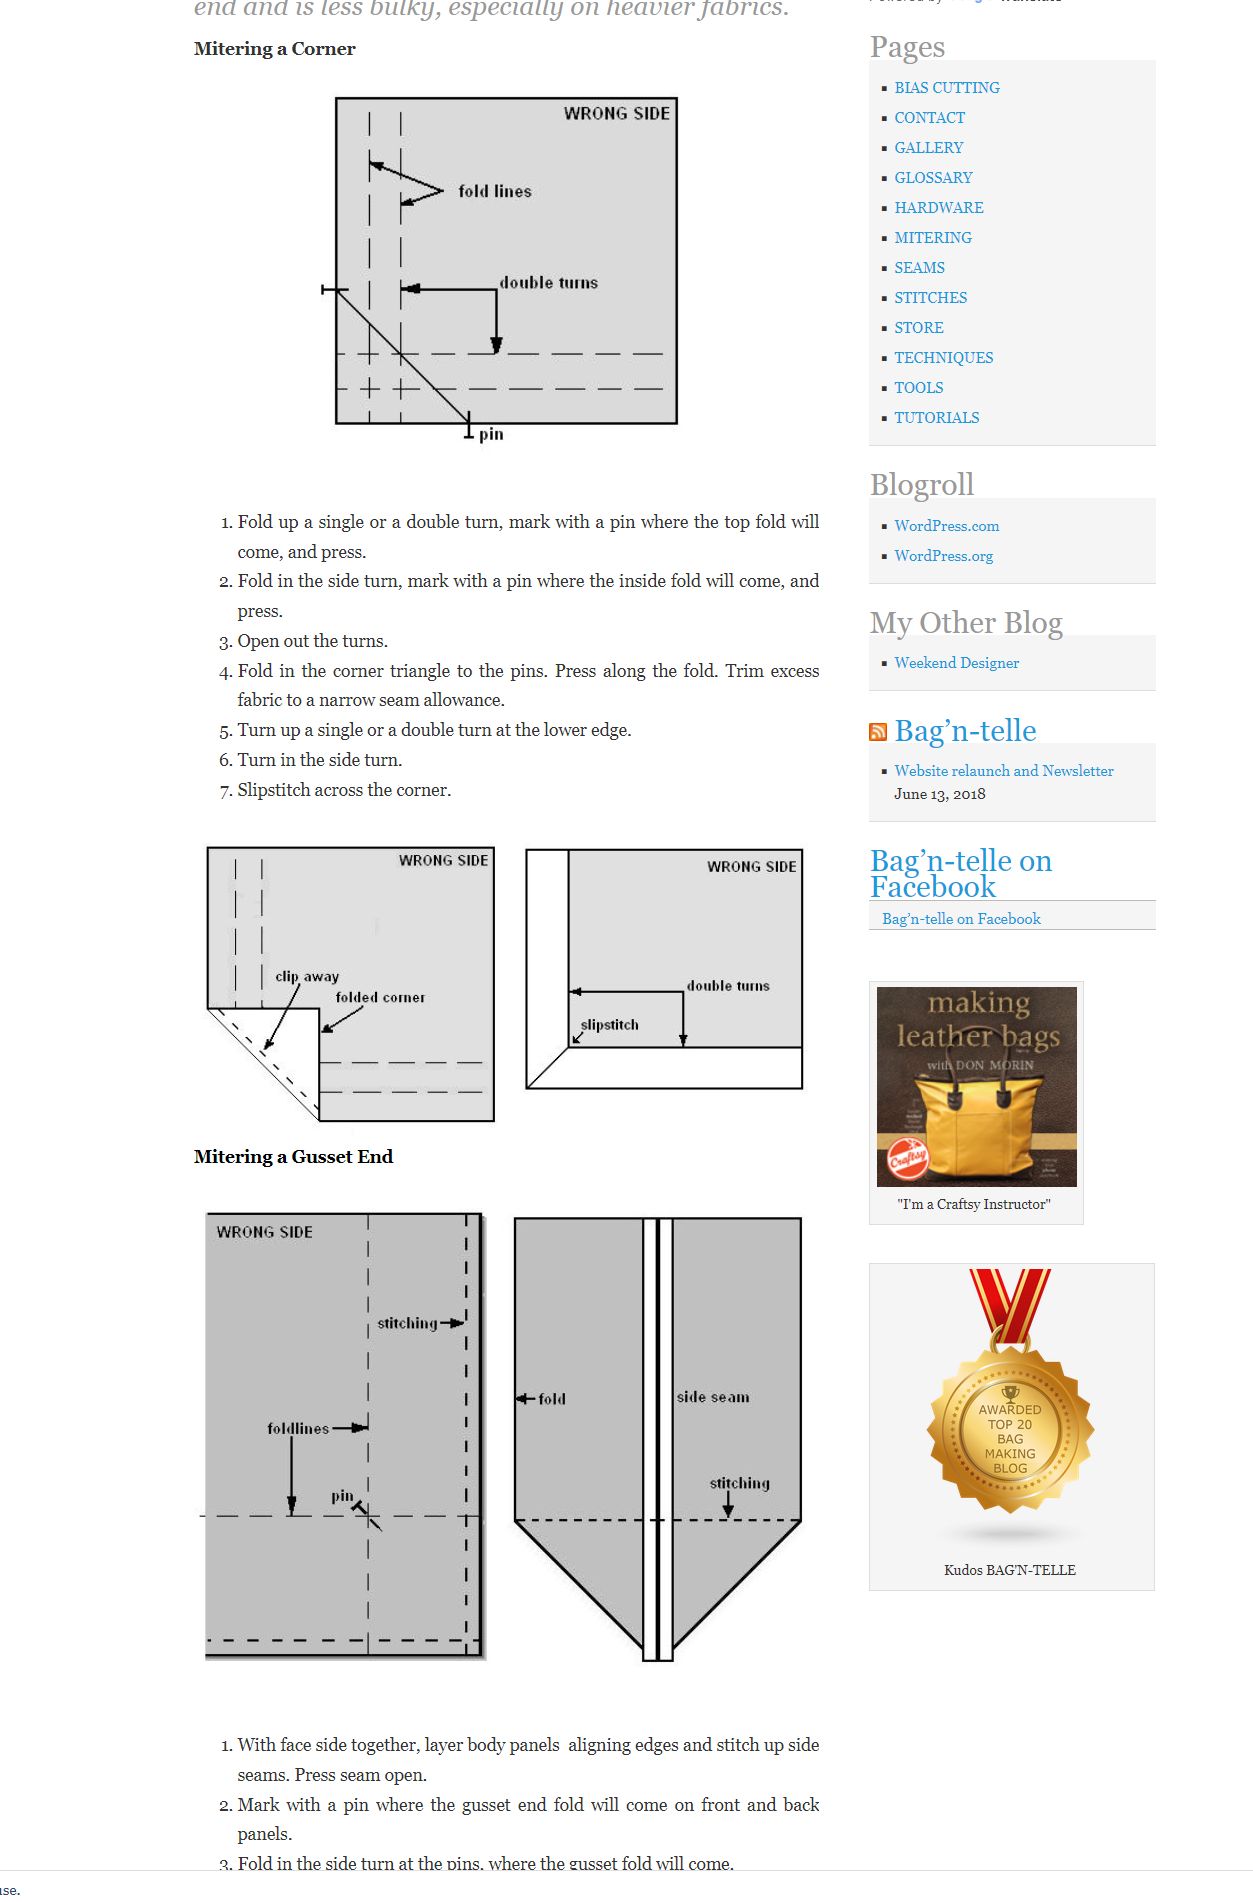 end and is less bulky, especially on heavier fabrics.
Mitering a Corner
WRONG SIDE
fold lines
double turns
pin
1. Fold up a single or a double turn, mark with a pin where the top fold will
come, and press.
2. Fold in the side turn, mark with a pin where the inside fold will come, and
press.
3. Open out the turns.
4. Fold in the corner triangle to the pins. Press along the fold. Trim excess
fabric to a narrow seam allowance.
5. Turn up a single or a double turn at the lower edge.
6. Turn in the side turn.
7. Slipstitch across the corner.
WRONG SIDE
clip away
folded corner
WRONG SIDE
double turns
slipstitch
Mitering a Gusset End
WRONG SIDE
stitching
foldlines
pin
fold
side seam
stitching
1. With face side together, layer body panels aligning edges and stitch up side
seams. Press seam open.
2. Mark with a pin where the gusset end fold will come on front and back
panels.
3. Fold in the side turn at the pins, where the gusset fold will come.
Pages
BIAS CUTTING
CONTACT
GALLERY
GLOSSARY
HARDWARE
MITERING
SEAMS
STITCHES
STORE
TECHNIQUES
TOOLS
TUTORIALS
Blogroll
WordPress.com
WordPress.org
My Other Blog
Weekend Designer
Bag’n-telle
Website relaunch and Newsletter
June 13, 2018
Bag’n-telle on
Facebook
Bag’n-telle on Facebook
making
leather bags
with DON MORIN
Craftsy
"I'm a Craftsy Instructor"
AWARDED
TOP 20
BAG
MAKING
BLOG
Kudos BAG'N-TELLE